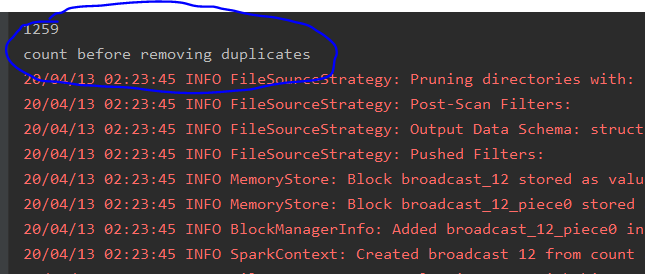 1259
count before removing duplicates
20/04/13 02:23:45 INFO FileSourceStrategy: Pruning directories with:
20/04/13 02:23:45 INFO FileSourceStrategy: Post-Scan Filters:
20/04/13 02:23:45 INFO FileSourceStrategy: Output Data Schema: struct
20/04/13 02:23:45 INFO FileSourceStrategy: Pushed Filters:
20/04/13 02:23:45 INFO MemoryStore: Block broadcast_12 stored as valu
20/04/13 02:23:45 INFO MemoryStore: Block broadcast_12_piece0 stored
20/04/13 02:23:45 INFO BlockManagerInfo: Added broadcast_12_piece0 in
20/04/13 02:23:45 INFO SparkContext: Created broadcast 12 from count